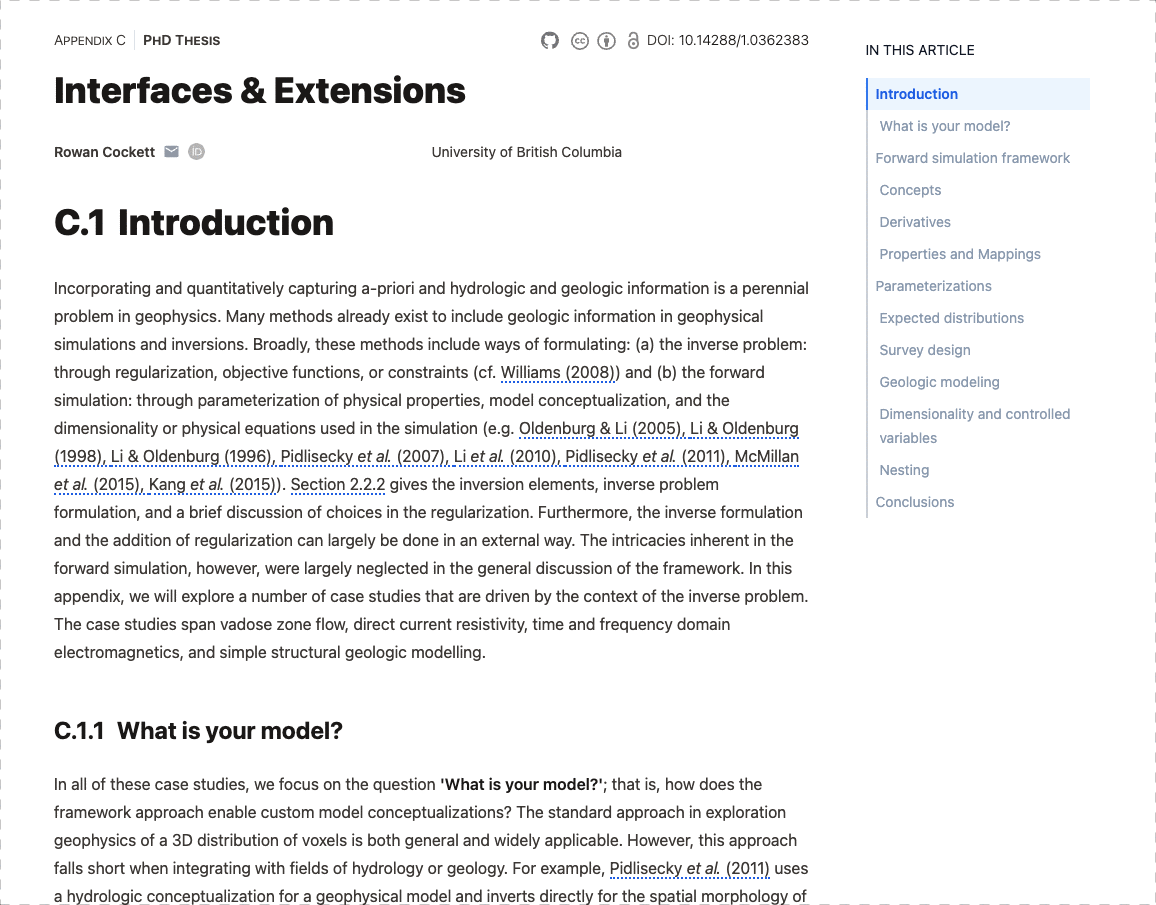 APPENDIX C PHD THESIS DOI: 10.14288/1.0362383
Interfaces & Extensions
Rowan Cockett iD University of British Columbia
C.1 Introduction
Incorporating and quantitatively capturing a-priori and hydrologic and geologic information is a perennial
problem in geophysics. Many methods already exist to include geologic information in geophysical
simulations and inversions. Broadly, these methods include ways of formulating: (a) the inverse problem:
through regularization, objective functions, or constraints (cf. Williams (2008)) and (b) the forward
simulation: through parameterization of physical properties, model conceptualization, and the
dimensionality or physical equations used in the simulation (e.g. Oldenburg & Li (2005), Li & Oldenburg
(1998), Li & Oldenburg (1996), Pidlisecky et al. (2007), Li et al. (2010), Pidlisecky et al. (2011), McMillan
et al. (2015), Kang et al. (2015)). Section 2.2.2 gives the inversion elements, inverse problem
formulation, and a brief discussion of choices in the regularization. Furthermore, the inverse formulation
and the addition of regularization can largely be done in an external way. The intricacies inherent in the
forward simulation, however, were largely neglected in the general discussion of the framework. In this
appendix, we will explore a number of case studies that are driven by the context of the inverse problem.
The case studies span vadose zone flow, direct current resistivity, time and frequency domain
electromagnetics, and simple structural geologic modelling.
C.1.1 What is your model?
In all of these case studies, we focus on the question 'What is your model?'; that is, how does the
framework approach enable custom model conceptualizations? The standard approach in exploration
geophysics of a 3D distribution of voxels is both general and widely applicable. However, this approach
falls short when integrating with fields of hydrology or geology. For example, Pidlisecky et al. (2011) uses
a hydrologic conceptualization for a geophysical model and inverts directly for the spatial morphology of
IN THIS ARTICLE
Introduction
What is your model?
Forward simulation framework
Concepts
Derivatives
Properties and Mappings
Parameterizations
Expected distributions
Survey design
Geologic modeling
Dimensionality and controlled
variables
Nesting
Conclusions